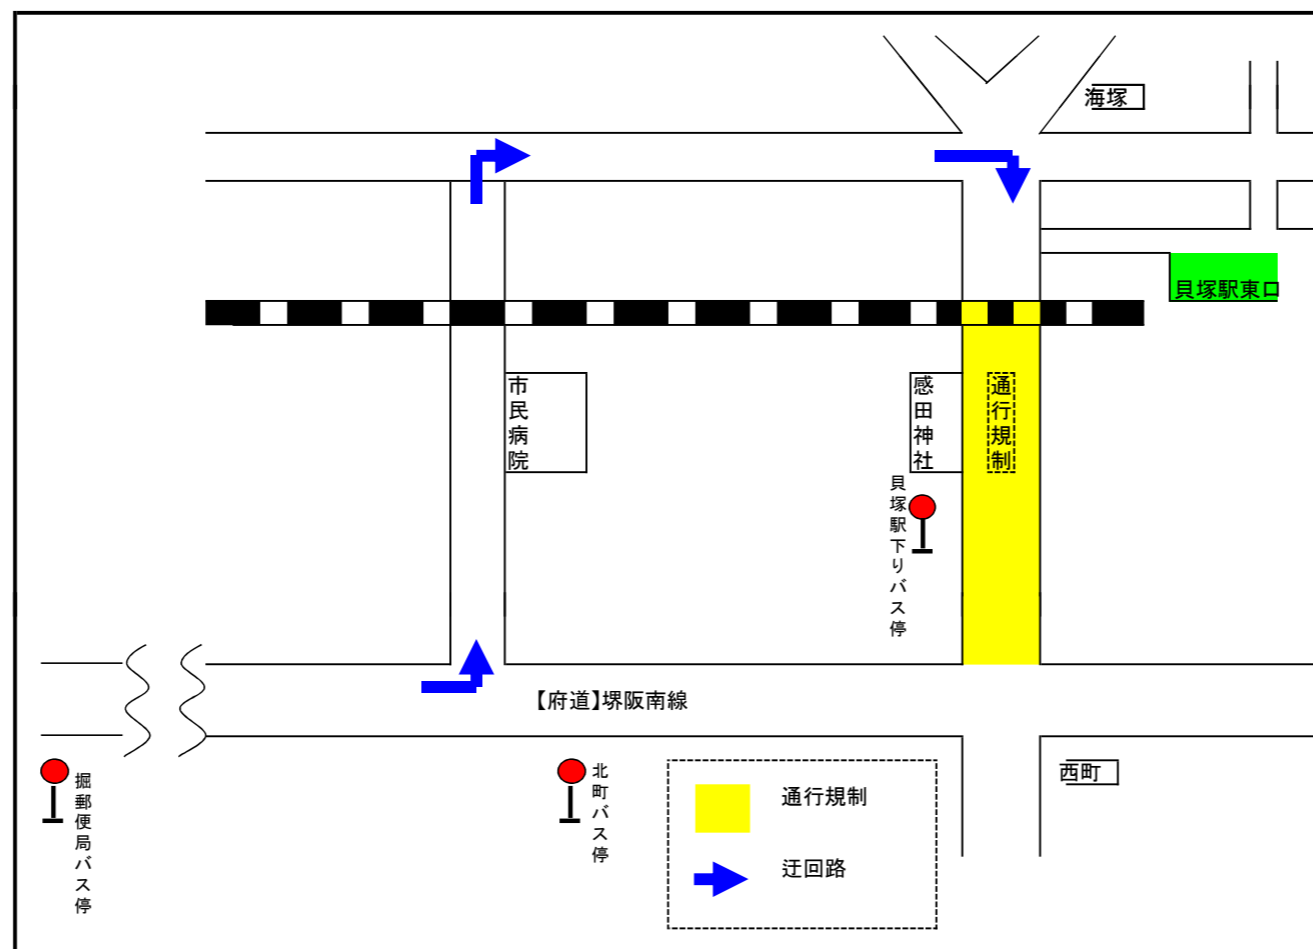 海塚
貝塚駅東口
市民病院
感田神社
通行規制
貝塚駅下りバス停
【府道】堺阪南線
掘郵便局バス停
北町バス停
通行規制
迂回路
西町